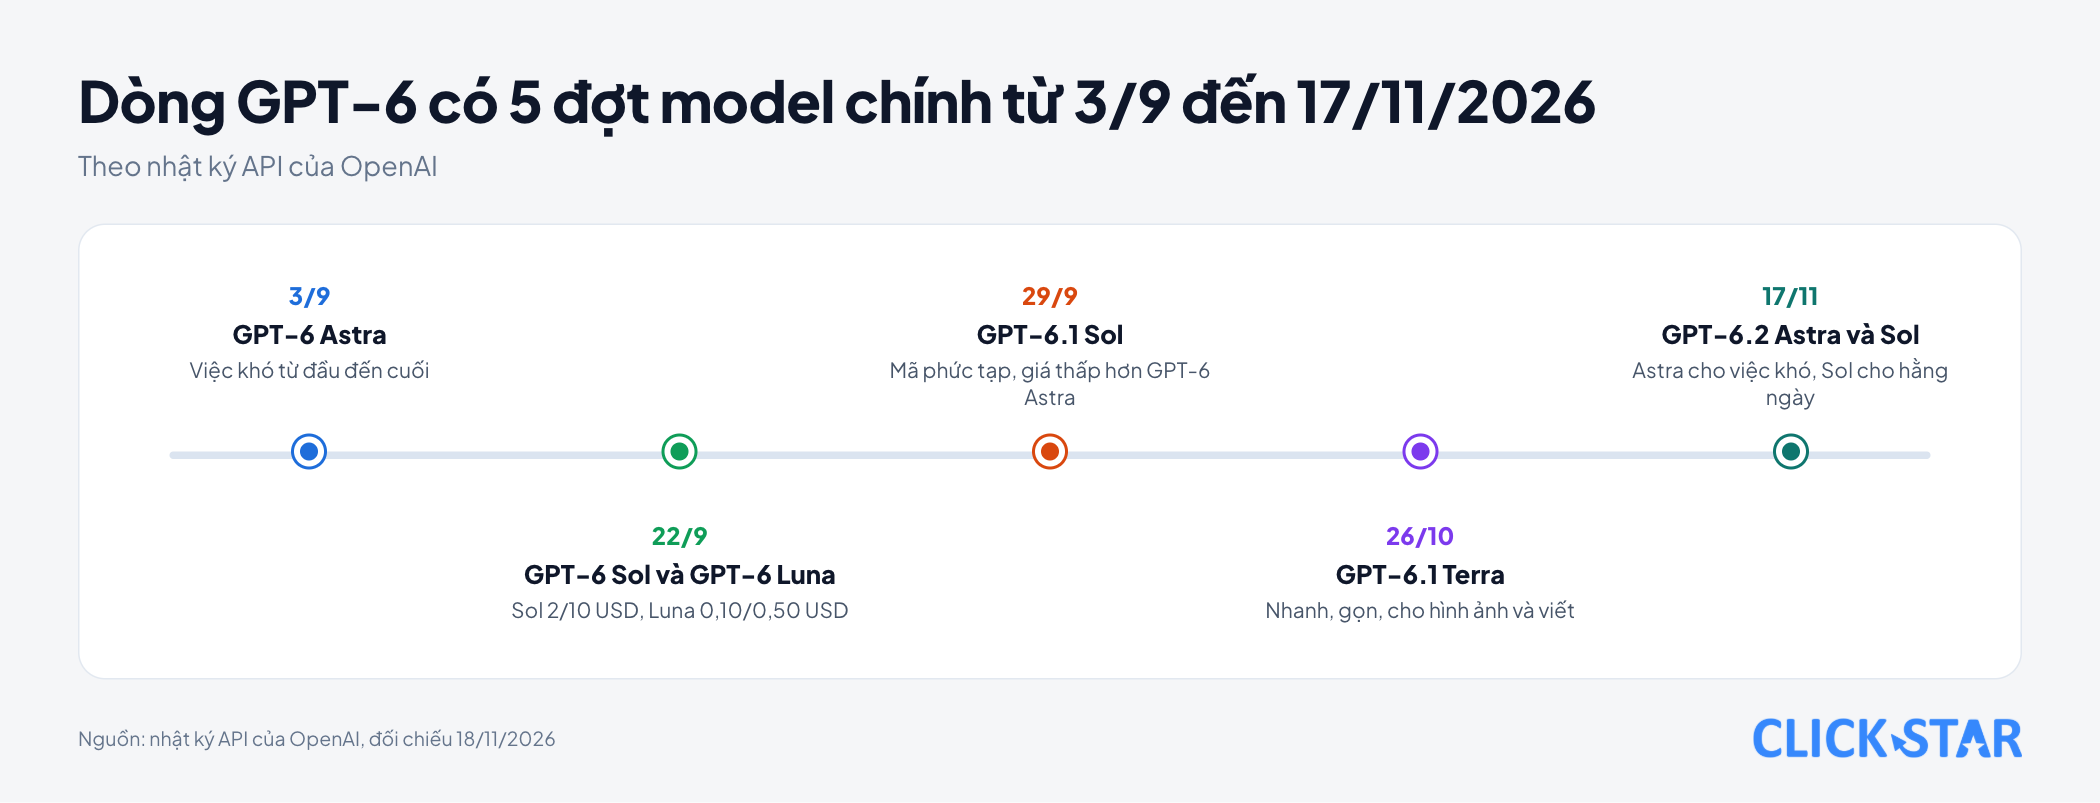 Dòng GPT-6 có 5 đợt model chính từ 3/9 đến 17/11/2026
Theo nhật ký API của OpenAI
3/9
GPT-6 Astra
Việc khó từ đầu đến cuối
22/9
GPT-6 Sol và GPT-6 Luna
Sol 2/10 USD, Luna 0,10/0,50 USD
29/9
GPT-6.1 Sol
Mã phức tạp, giá thấp hơn GPT-6
Astra
26/10
GPT-6.1 Terra
Nhanh, gọn, cho hình ảnh và viết
17/11
GPT-6.2 Astra và Sol
Astra cho việc khó, Sol cho hằng
ngày
Nguồn: nhật ký API của OpenAI, đối chiếu 18/11/2026
CLICK STAR